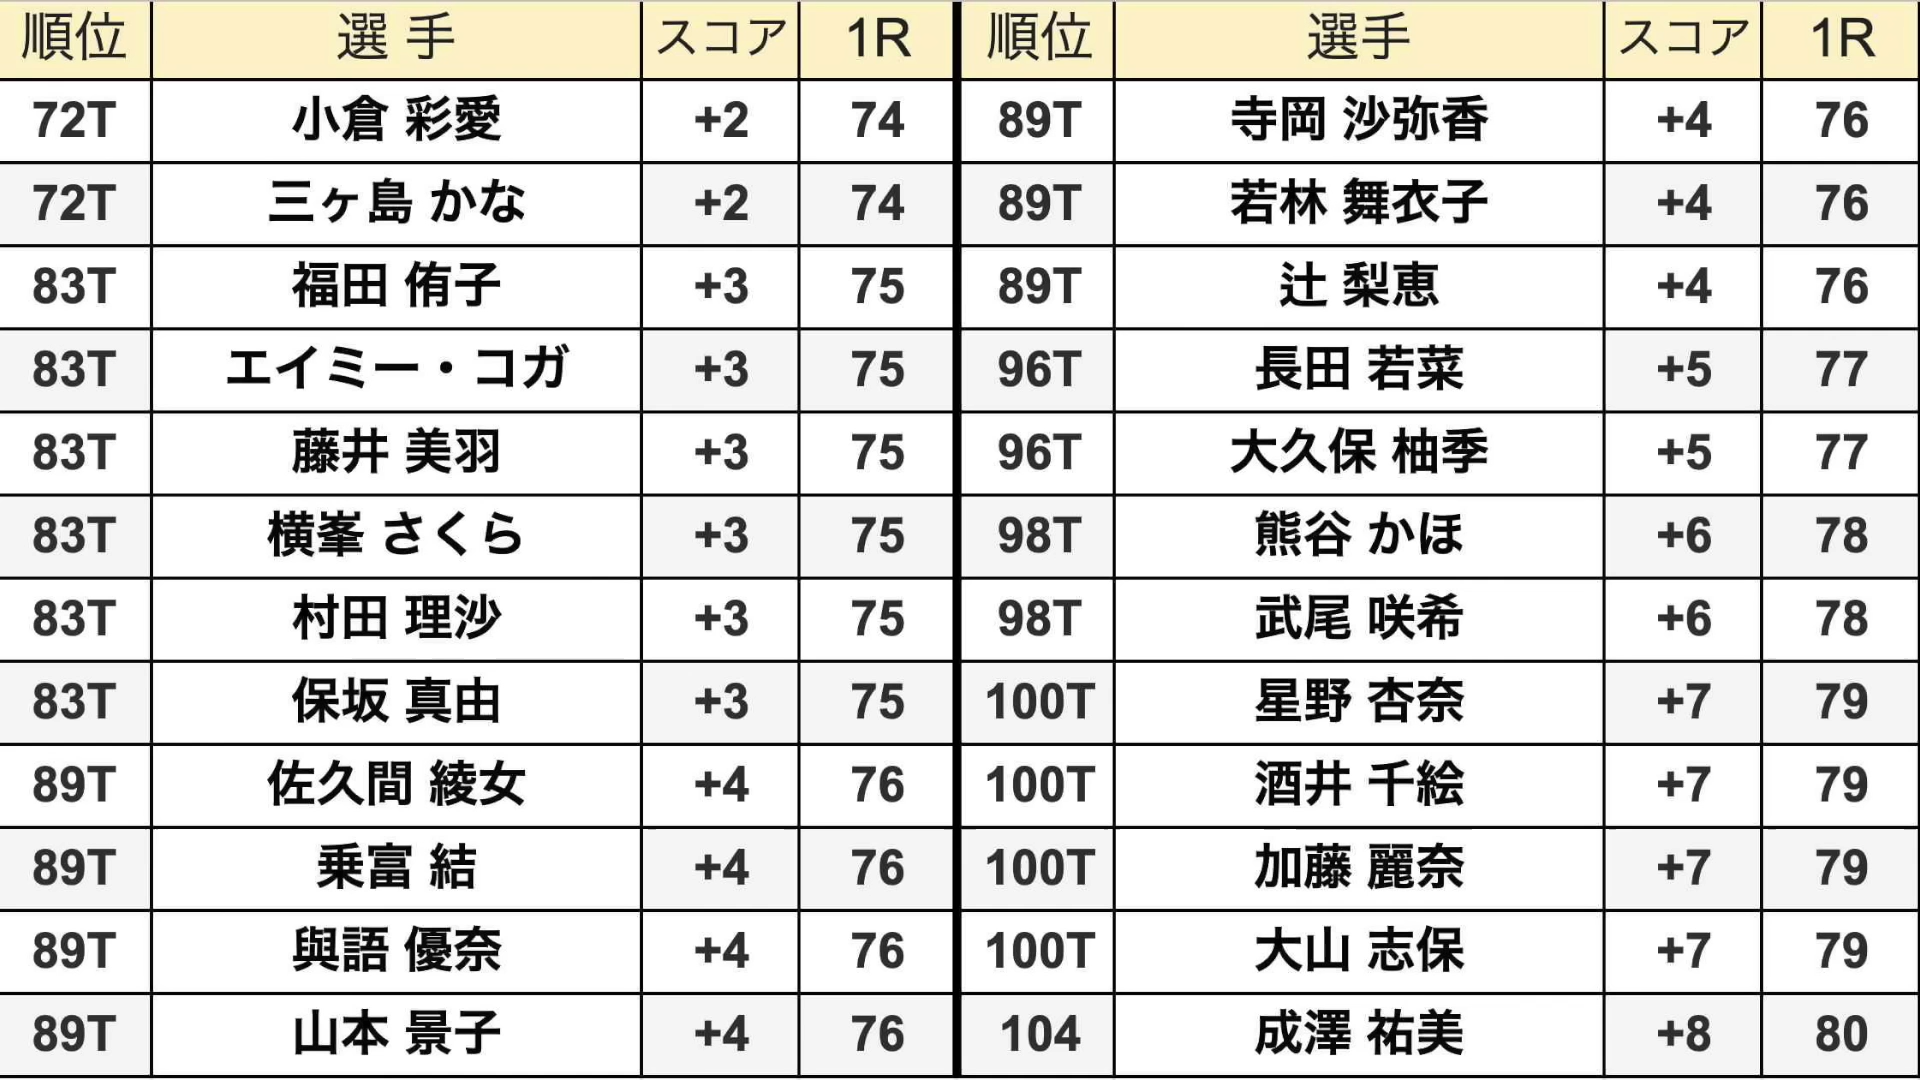 順位 選 手 スコア 1R
72T 小倉 彩愛 +2 74
72T 三ヶ島 かな +2 74
83T 福田 侑子 +3 75
83T エイミー・コガ +3 75
83T 藤井 美羽 +3 75
83T 横峯 さくら +3 75
83T 村田 理沙 +3 75
83T 保坂 真由 +3 75
89T 佐久間 綾女 +4 76
89T 乗富 結 +4 76
89T 與語 優奈 +4 76
89T 山本 景子 +4 76
順位 選手 スコア 1R
89T 寺岡 沙弥香 +4 76
89T 若林 舞衣子 +4 76
89T 辻 梨恵 +4 76
96T 長田 若菜 +5 77
96T 大久保 柚季 +5 77
98T 熊谷 かほ +6 78
98T 武尾 咲希 +6 78
100T 星野 杏奈 +7 79
100T 酒井 千絵 +7 79
100T 加藤 麗奈 +7 79
100T 大山 志保 +7 79
104 成澤 祐美 +8 80